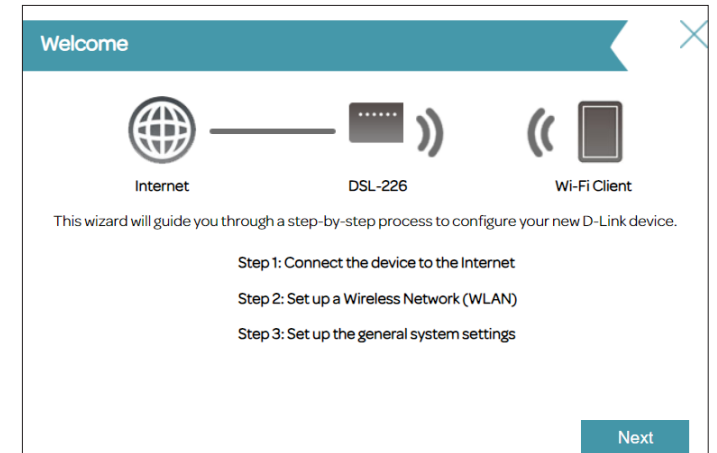 Welcome
Internet
DSL-226
Wi-Fi Client
This wizard will guide you through a step-by-step process to configure your new D-Link device.
Step 1: Connect the device to the Internet
Step 2: Set up a Wireless Network (WLAN)
Step 3: Set up the general system settings
Next